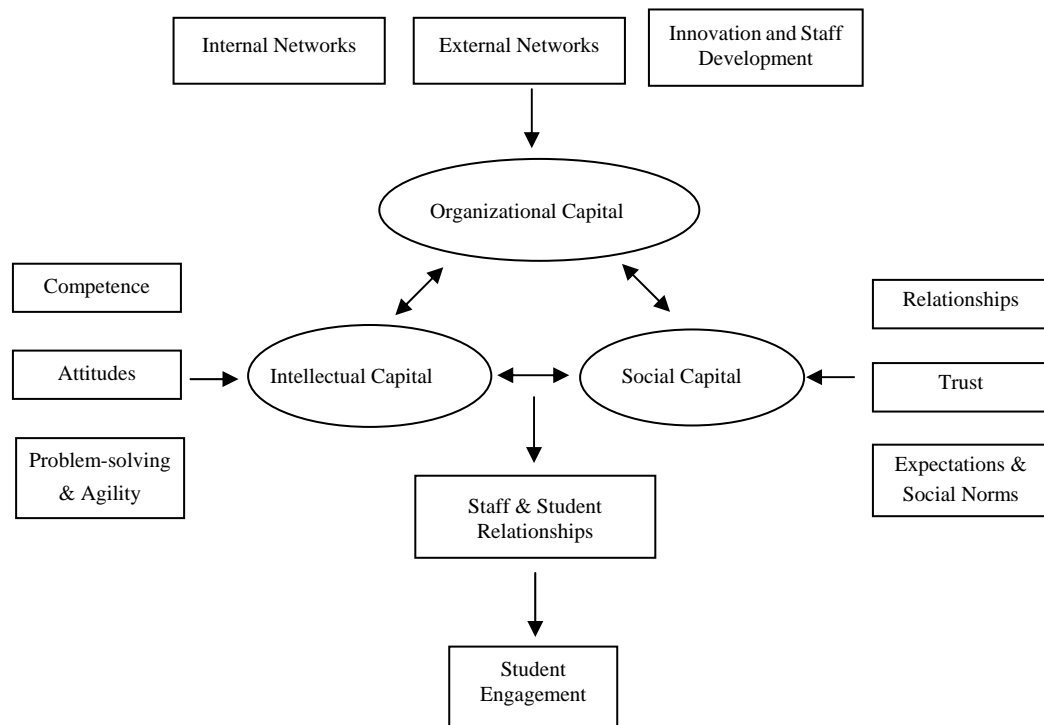 Internal Networks
External Networks
Innovation and Staff
Development
Organizational Capital
Competence
Relationships
Attitudes
Intellectual Capital
Social Capital
Trust
Problem-solving
& Agility
Expectations &
Social Norms
Staff & Student
Relationships
Student
Engagement